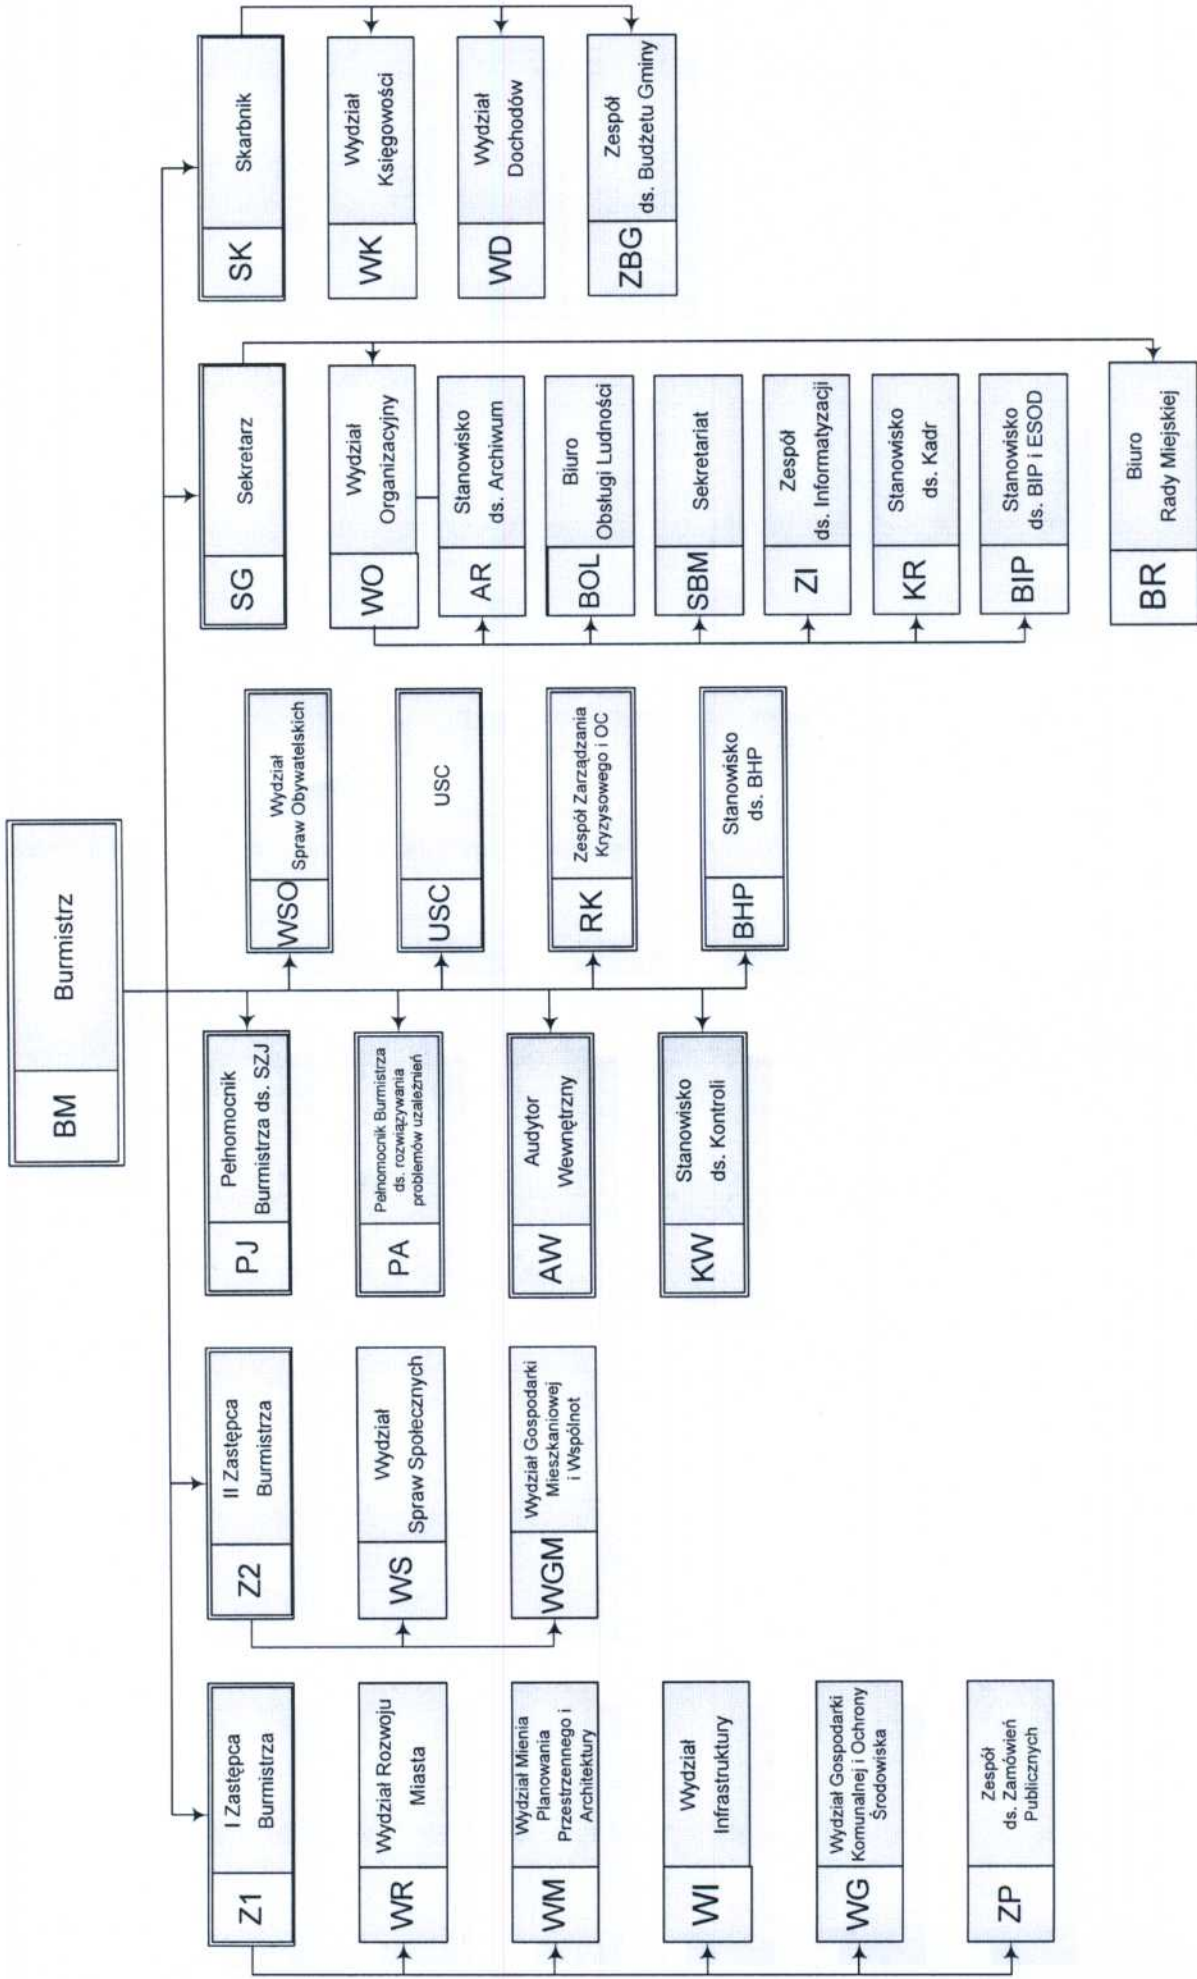 BM
Burmistrz
Z1
I Zastępca
Burmistrza
WR
Wydział Rozwoju
Miasta
WM
Wydział Mienia
Planowania
Przestrzennego i
Architektury
WI
Wydział
Infrastruktury
WG
Wydział Gospodarki
Komunalnej i Ochrony
Środowiska
ZP
Zespół
ds. Zamówień
Publicznych
Z2
II Zastępca
Burmistrza
WS
Wydział
Spraw Społecznych
WGM
Wydział Gospodarki
Mieszkaniowej
i Wspólnot
PJ
Pełnomocnik
Burmistrza ds. SZJ
PA
Pełnomocnik Burmistrza
ds. rozwiązywania
problemów uzależnień
AW
Audytor
Wewnętrzny
KW
Stanowisko
ds. Kontroli
WSO
Wydział
Spraw Obywatelskich
USC
USC
RK
Zespół Zarządzania
Kryzysowego i OC
BHP
Stanowisko
ds. BHP
SG
Sekretarz
WO
Wydział
Organizacyjny
AR
Stanowisko
ds. Archiwum
BOL
Biuro
Obsługi Ludności
SBM
Sekretariat
ZI
Zespół
ds. Informatyzacji
KR
Stanowisko
ds. Kadr
BIP
Stanowisko
ds. BIP i ESOD
BR
Biuro
Rady Miejskiej
SK
Skarbnik
WK
Wydział
Księgowości
WD
Wydział
Dochodów
ZBG
Zespół
ds. Budżetu Gminy